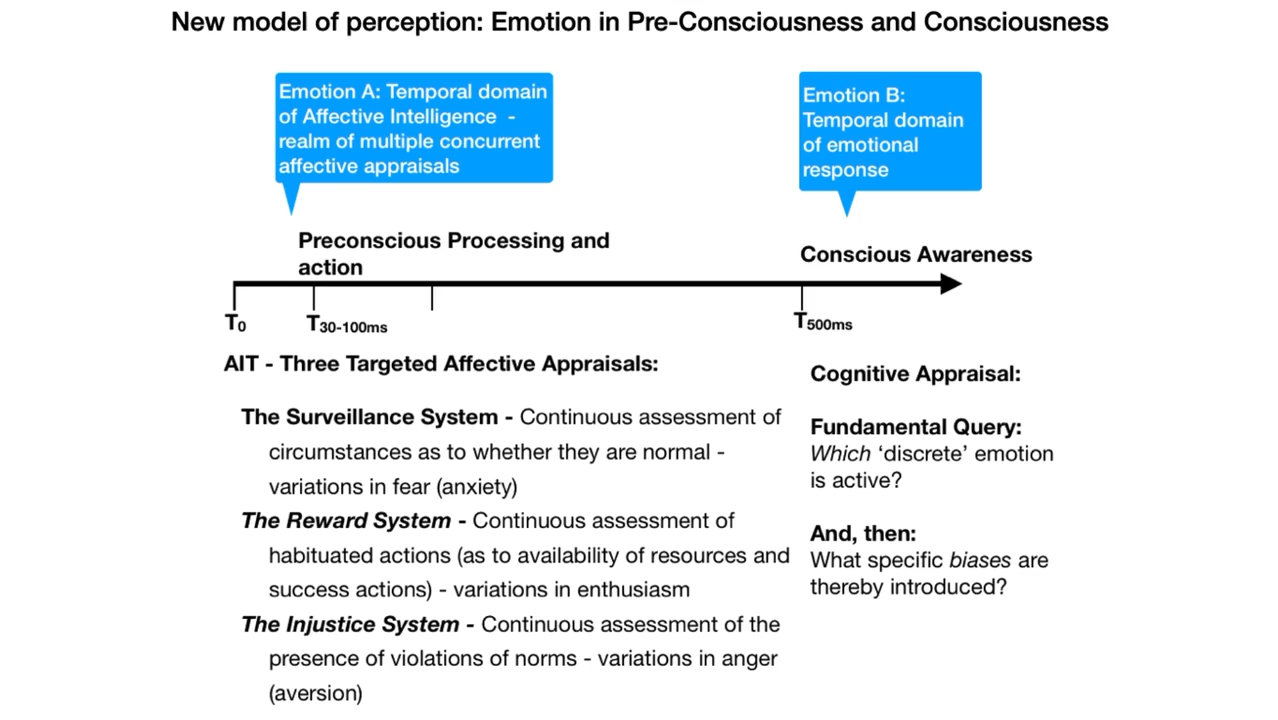 New model of perception: Emotion in Pre-Consciousness and Consciousness
Emotion A: Temporal domain
of Affective Intelligence -
realm of multiple concurrent
affective appraisals
Emotion B:
Temporal domain
of emotional
response
Preconscious Processing and
action
Conscious Awareness
T0
T30-100ms
T500ms
AIT - Three Targeted Affective Appraisals:
The Surveillance System - Continuous assessment of
circumstances as to whether they are normal -
variations in fear (anxiety)
The Reward System - Continuous assessment of
habituated actions (as to availability of resources and
success actions) - variations in enthusiasm
The Injustice System - Continuous assessment of the
presence of violations of norms - variations in anger
(aversion)
Cognitive Appraisal:
Fundamental Query:
Which ‘discrete’ emotion
is active?
And, then:
What specific biases are
thereby introduced?